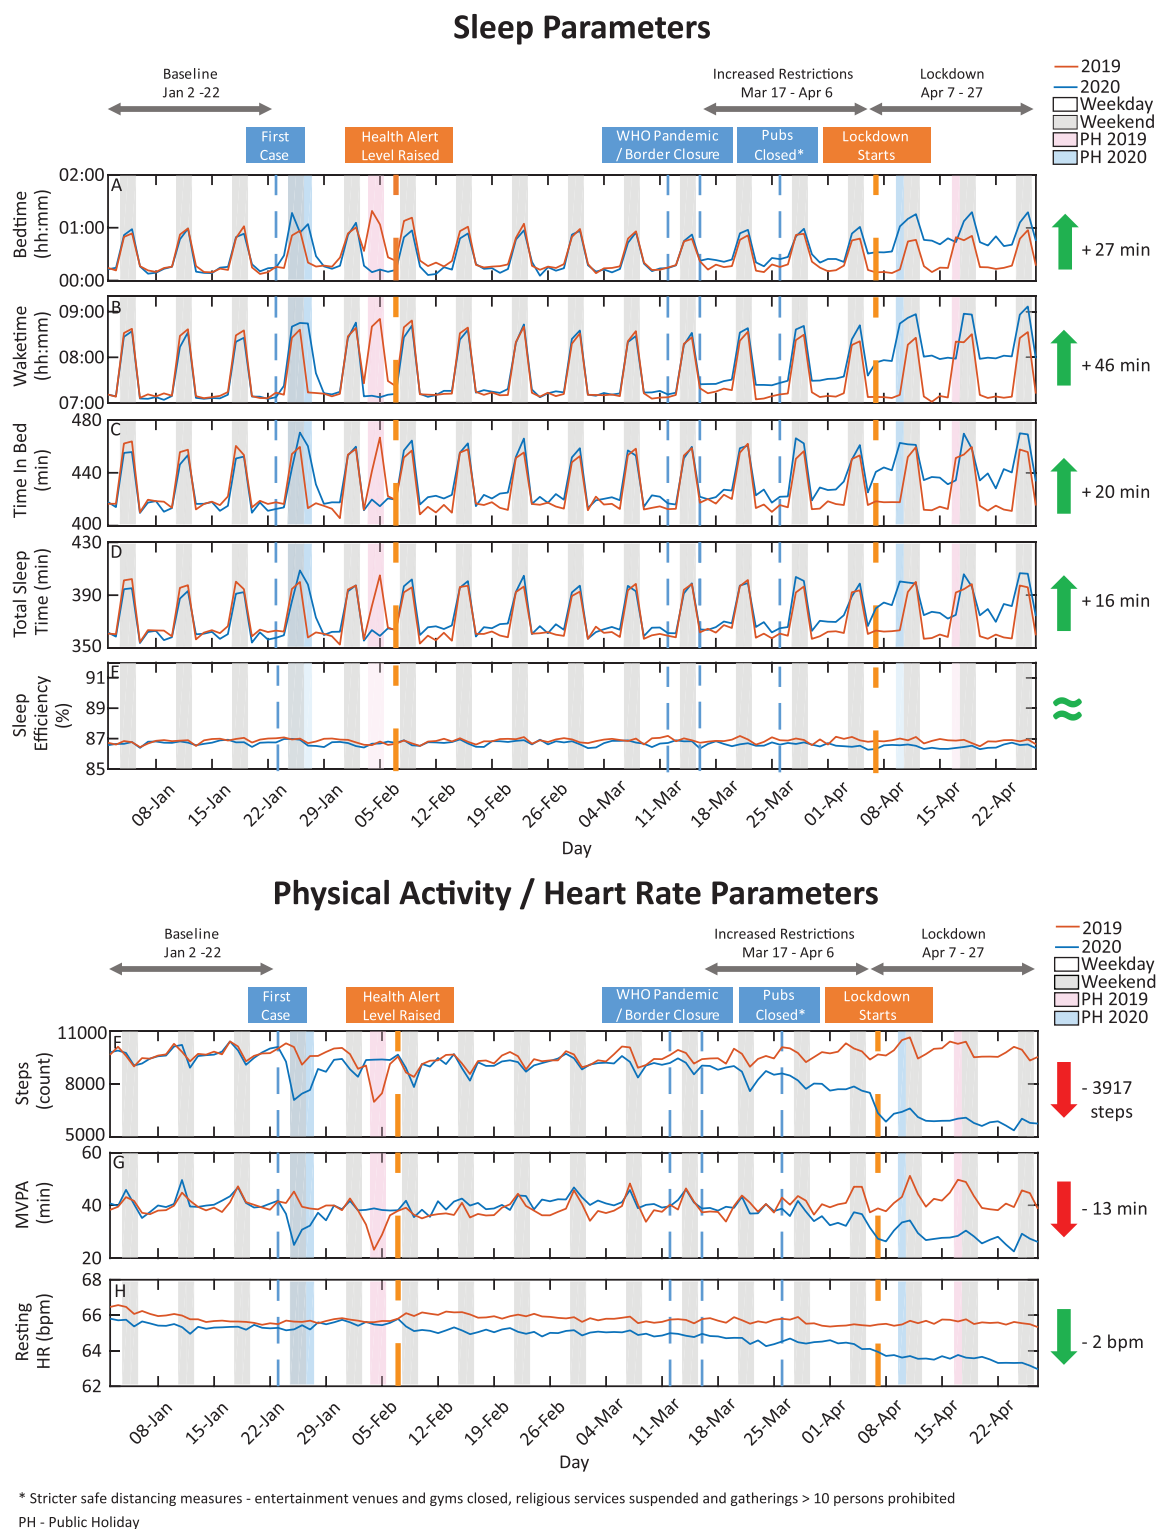 Sleep Parameters
Baseline
Jan 2 -22
Increased Restrictions
Mar 17 - Apr 6
Lockdown
Apr 7 - 27
2019
2020
Weekday
Weekend
PH 2019
PH 2020
First
Case
Health Alert
Level Raised
WHO Pandemic
/ Border Closure
Pubs
Closed*
Lockdown
Starts
A
Bedtime
(hh:mm)
02:00
01:00
00:00
+ 27 min
B
Waketime
(hh:mm)
09:00
08:00
07:00
+ 46 min
C
Time In Bed
(min)
480
440
400
+ 20 min
D
Total Sleep
Time (min)
430
390
350
+ 16 min
E
Sleep
Efficiency
(%)
91
89
87
85
≈
08-Jan
15-Jan
22-Jan
29-Jan
05-Feb
12-Feb
19-Feb
26-Feb
04-Mar
11-Mar
18-Mar
25-Mar
01-Apr
08-Apr
15-Apr
22-Apr
Day
Physical Activity / Heart Rate Parameters
Baseline
Jan 2 -22
Increased Restrictions
Mar 17 - Apr 6
Lockdown
Apr 7 - 27
2019
2020
Weekday
Weekend
PH 2019
PH 2020
First
Case
Health Alert
Level Raised
WHO Pandemic
/ Border Closure
Pubs
Closed*
Lockdown
Starts
F
Steps
(count)
11000
8000
5000
- 3917
steps
G
MVPA
(min)
60
40
20
- 13 min
H
Resting
HR (bpm)
68
66
64
62
- 2 bpm
08-Jan
15-Jan
22-Jan
29-Jan
05-Feb
12-Feb
19-Feb
26-Feb
04-Mar
11-Mar
18-Mar
25-Mar
01-Apr
08-Apr
15-Apr
22-Apr
Day
* Stricter safe distancing measures - entertainment venues and gyms closed, religious services suspended and gatherings > 10 persons prohibited
PH - Public Holiday